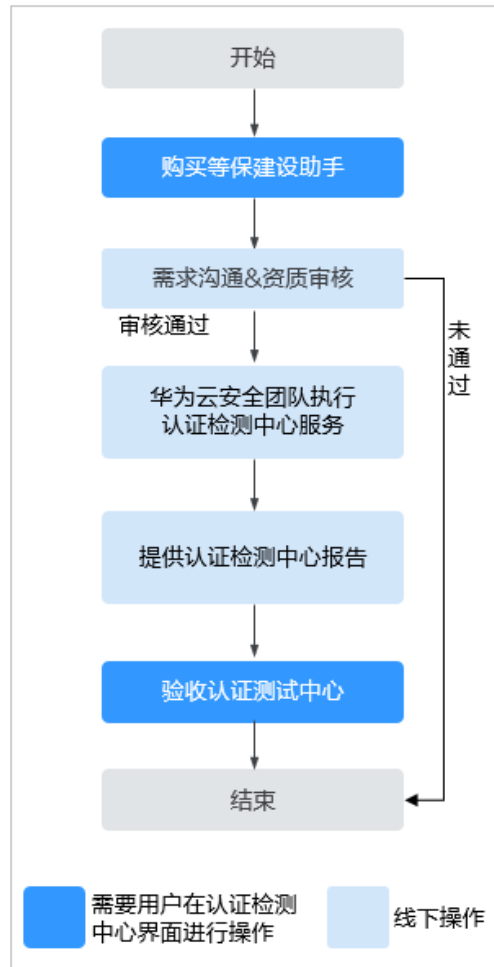 开始
购买等保建设助手
需求沟通&资质审核
审核通过
未
通
过
华为云安全团队执行
认证检测中心服务
提供认证检测中心报告
验收认证测试中心
结束
需要用户在认证检测
中心界面进行操作
线下操作